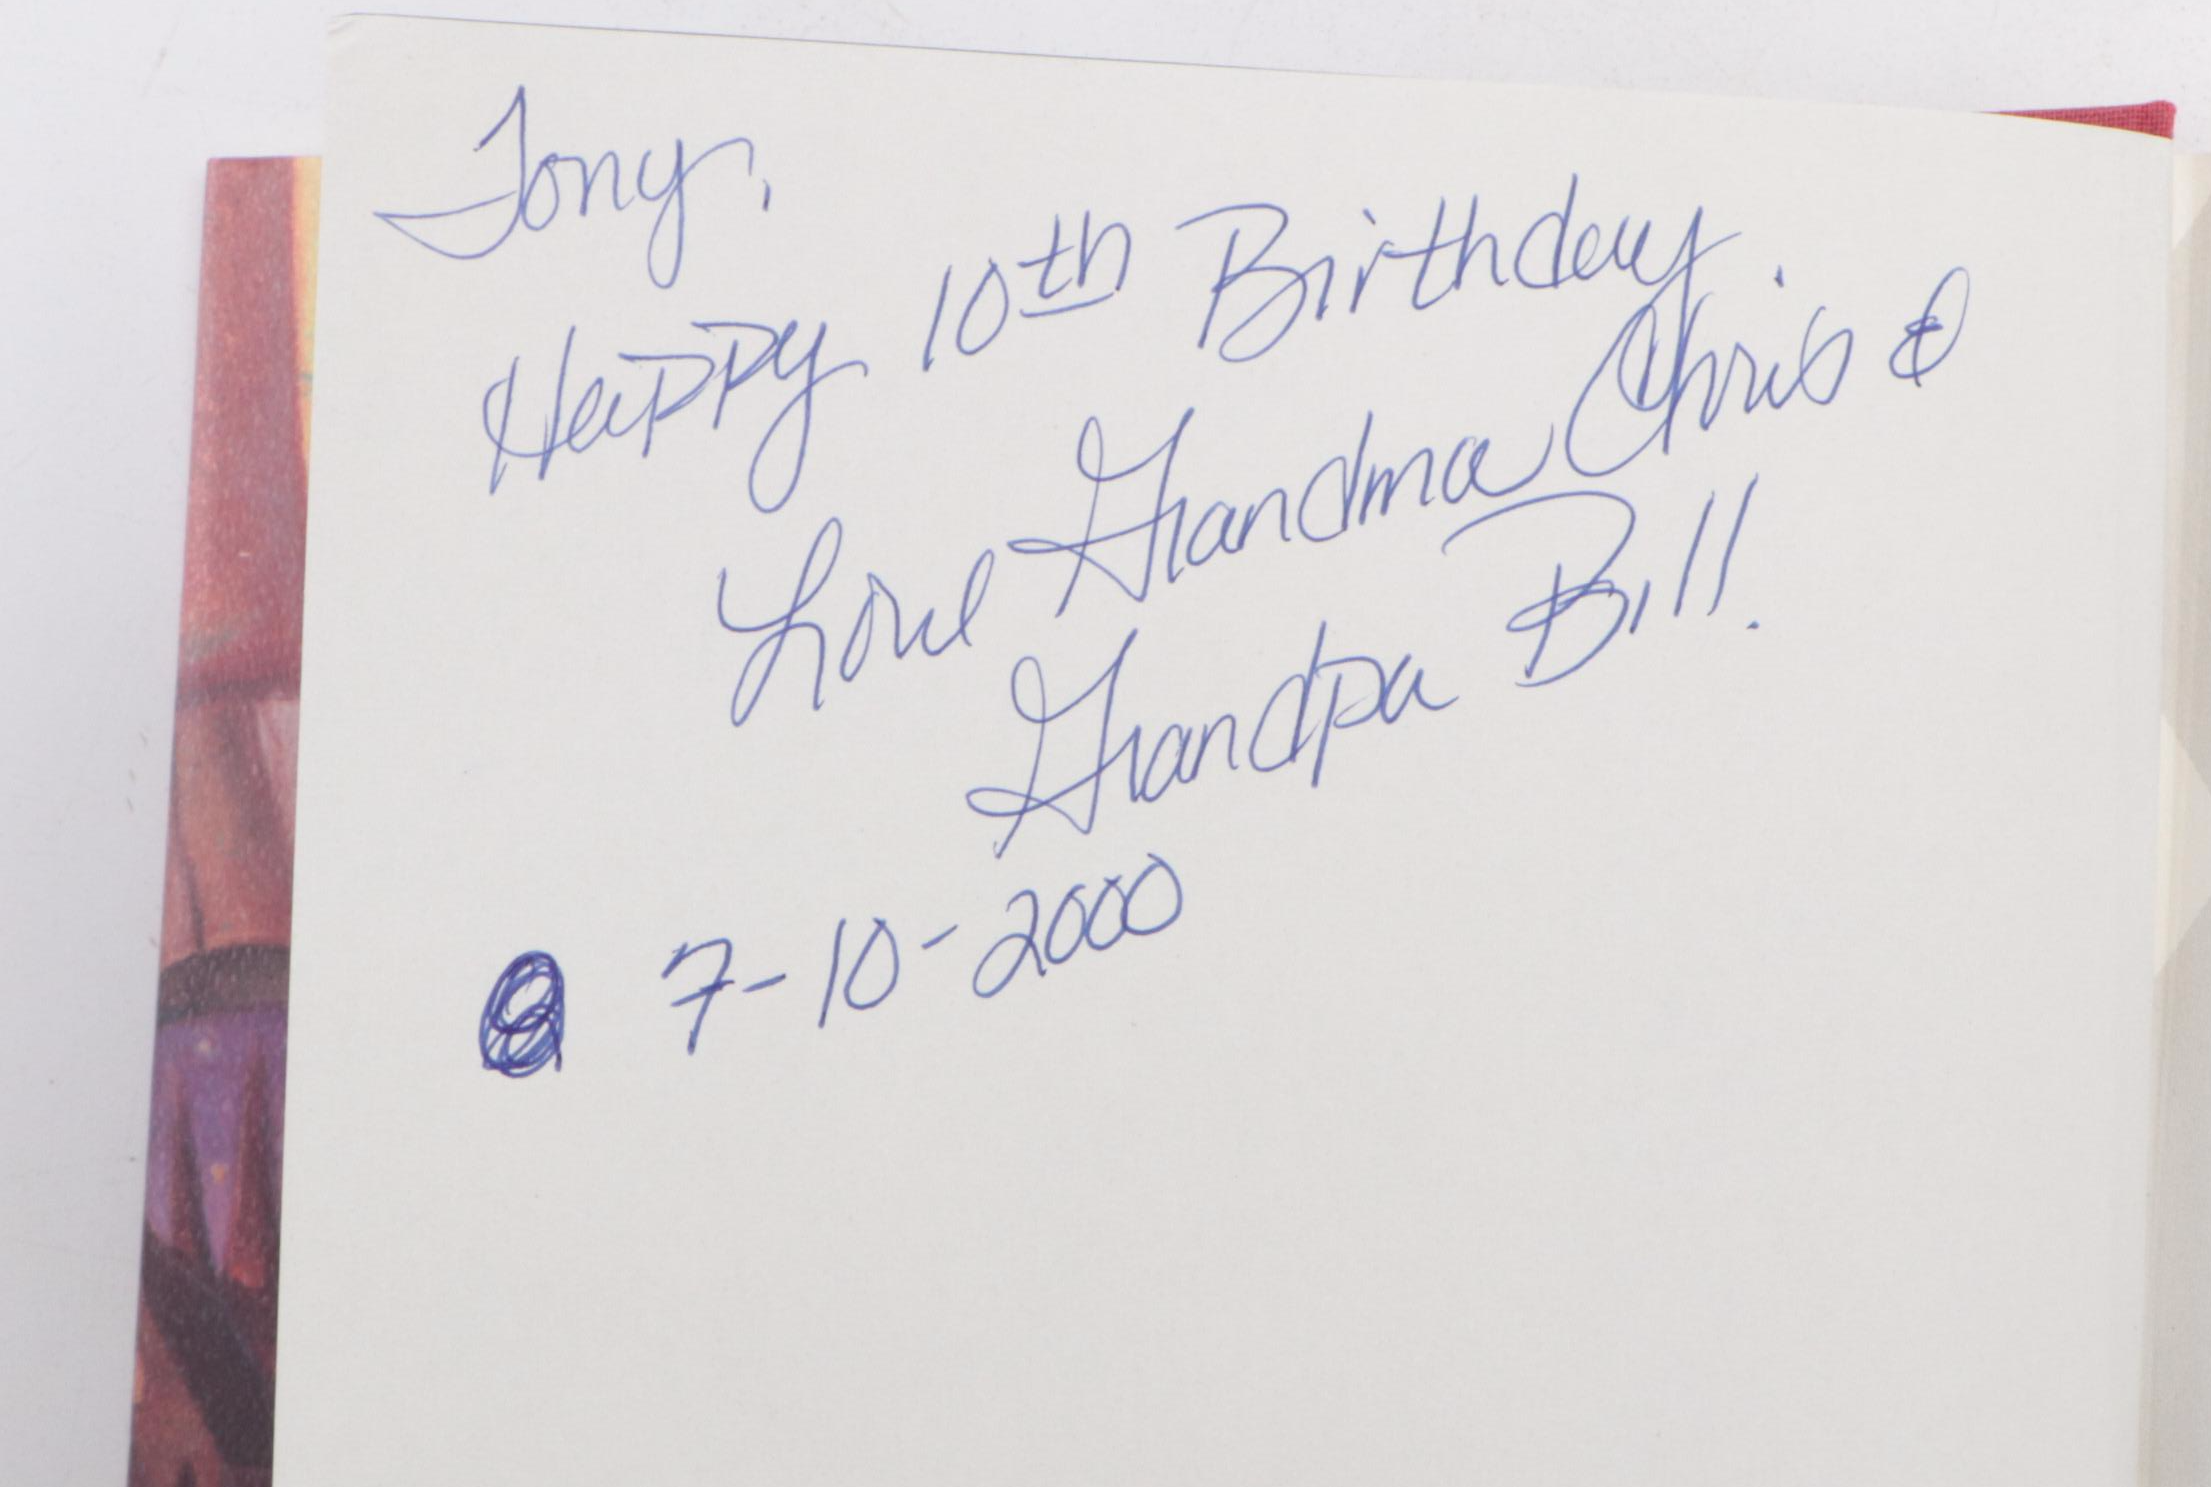 Tony,
Happy 10th Birthday.
Love Grandma Chris &
Grandpa Bill.
7-10-2000